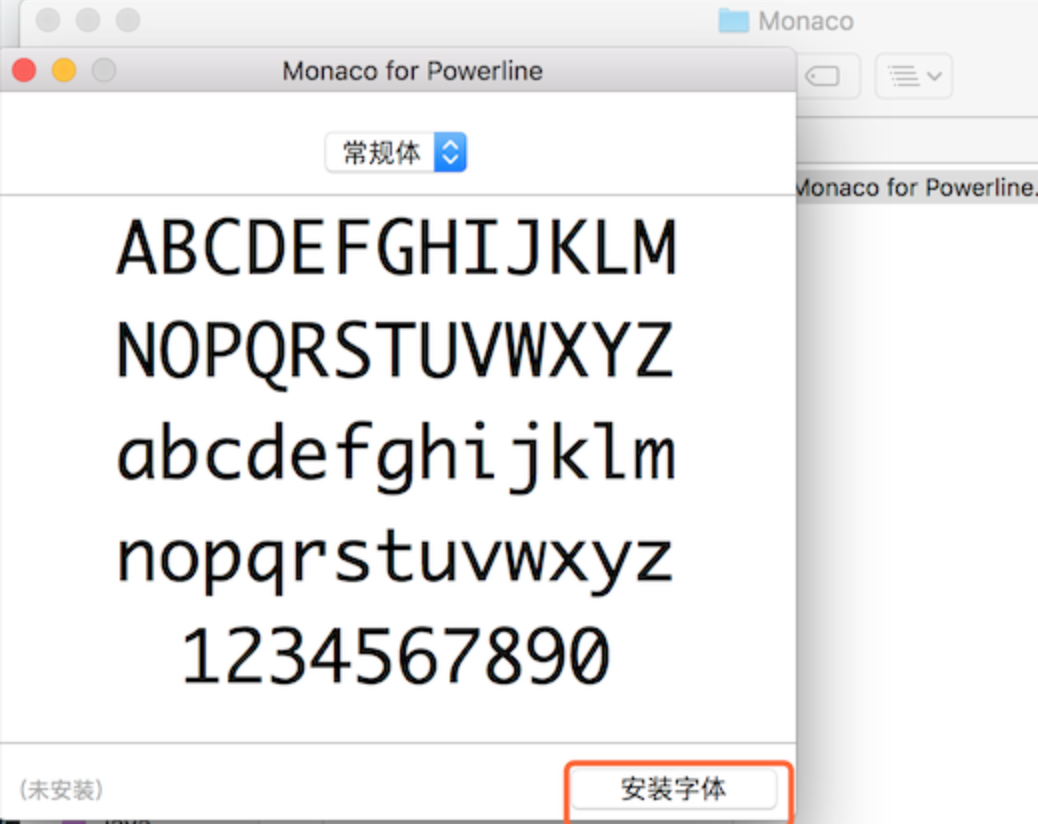 Monaco
Monaco for Powerline
常规体
Monaco for Powerline.
ABCDEFGHIJKLM
NOPQRSTUVWXYZ
abcdefghijklm
nopqrstuvwxyz
1234567890
(未安装)
安装字体